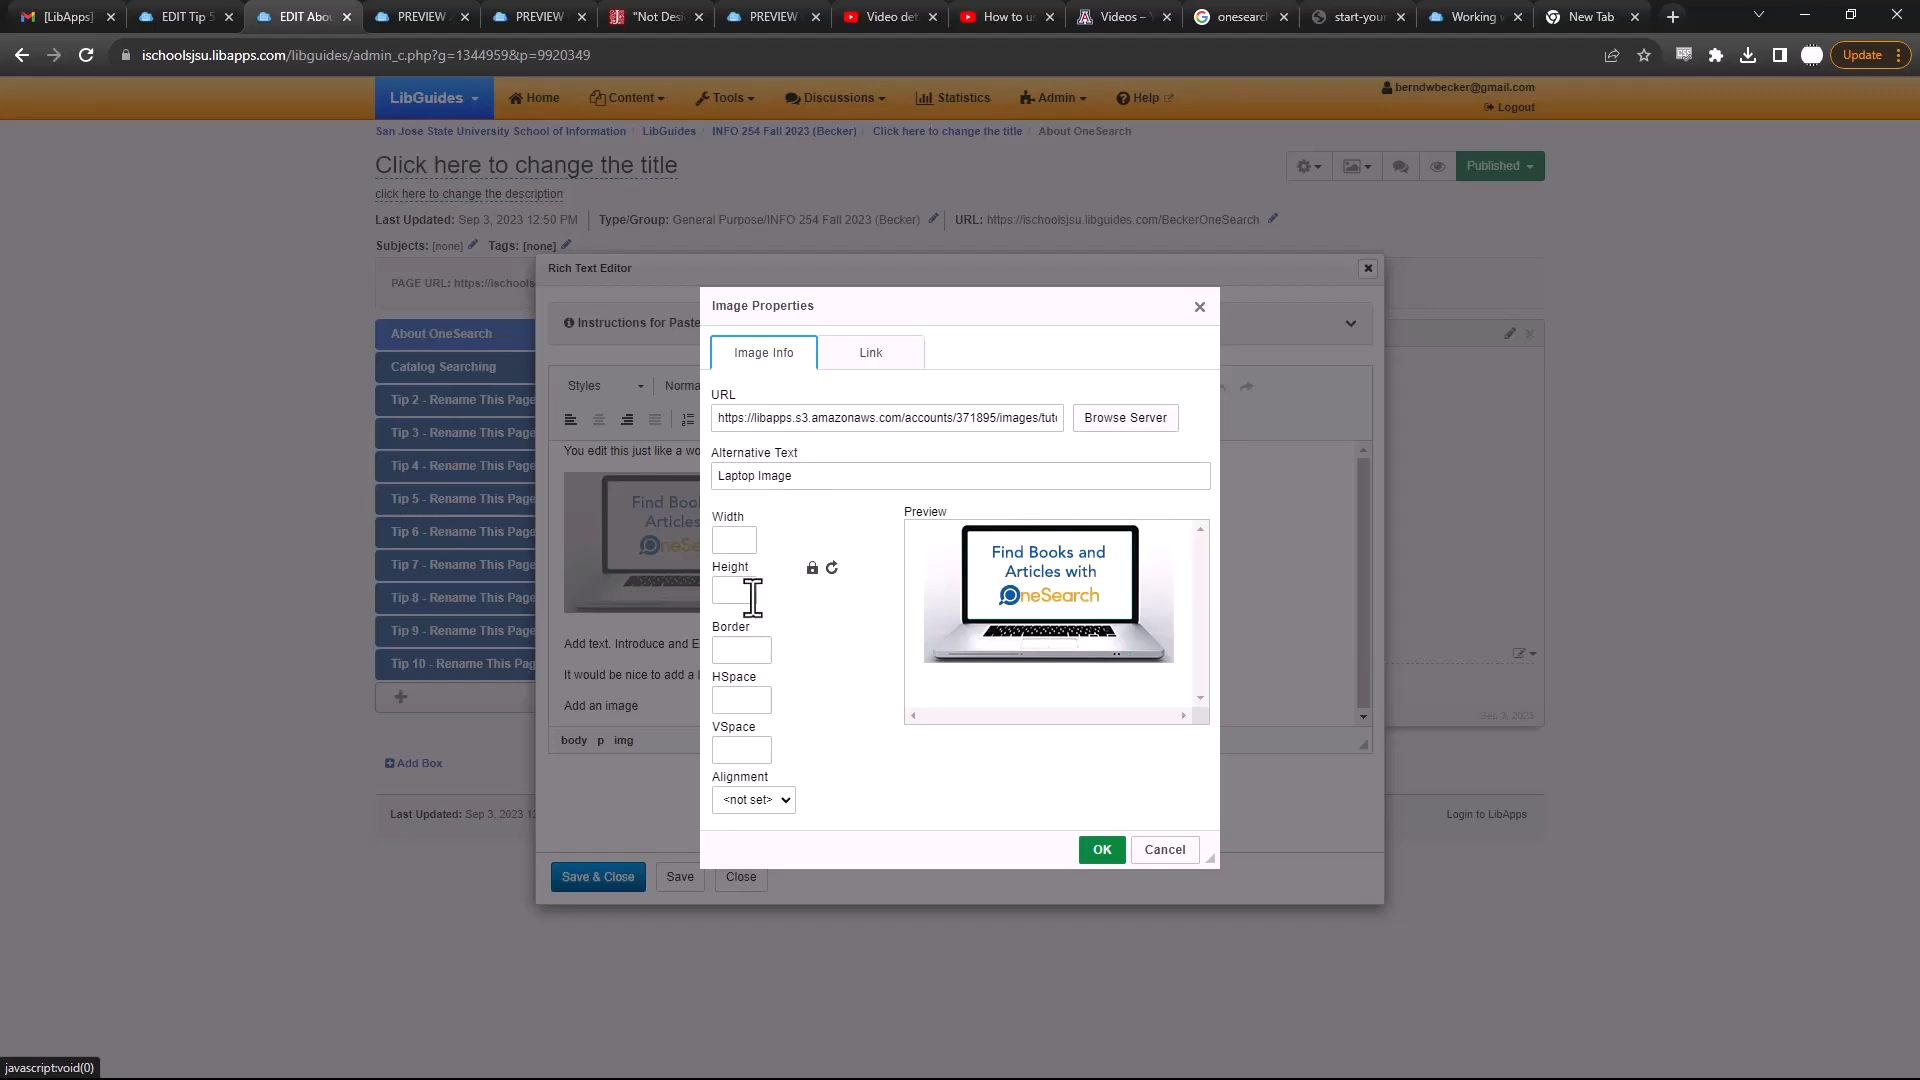 [LibApps]
EDIT Tip 5
EDIT Abou
PREVIEW
PREVIEW
"Not Desi
PREVIEW
Video det
How to us
Videos –
onesearch
start-your
Working w
New Tab
ischoolsjsu.libapps.com/libguides/admin_c.php?g=1344959&p=9920349
Update
LibGuides Home Content Tools Discussions Statistics Admin Help
berndwbecker@gmail.com
Logout
San Jose State University School of Information / LibGuides / INFO 254 Fall 2023 (Becker) / Click here to change the title / About OneSearch
Click here to change the title
Published
click here to change the description
Last Updated: Sep 3, 2023 12:50 PM Type/Group: General Purpose/INFO 254 Fall 2023 (Becker) URL: https://ischoolsjsu.libguides.com/BeckerOneSearch
Subjects: [none] Tags: [none]
PAGE URL: https://ischools
About OneSearch
Catalog Searching
Tip 2 - Rename This Page
Tip 3 - Rename This Page
Tip 4 - Rename This Page
Tip 5 - Rename This Page
Tip 6 - Rename This Page
Tip 7 - Rename This Page
Tip 8 - Rename This Page
Tip 9 - Rename This Page
Tip 10 - Rename This Pag
Add Box
Last Updated: Sep 3, 2023 12
Login to LibApps
Sep 3, 2023
Rich Text Editor
Instructions for Paste
Styles Norma
You edit this just like a wo
Find Boo
Articles
neSe
Add text. Introduce and E
It would be nice to add a
Add an image
body p img
Save & Close Save Close
Image Properties
Image Info Link
URL
https://libapps.s3.amazonaws.com/accounts/371895/images/tut
Browse Server
Alternative Text
Laptop Image
Width
Height
Border
HSpace
VSpace
Alignment
<not set>
Preview
Find Books and
Articles with
OneSearch
OK Cancel
javascript:void(0)